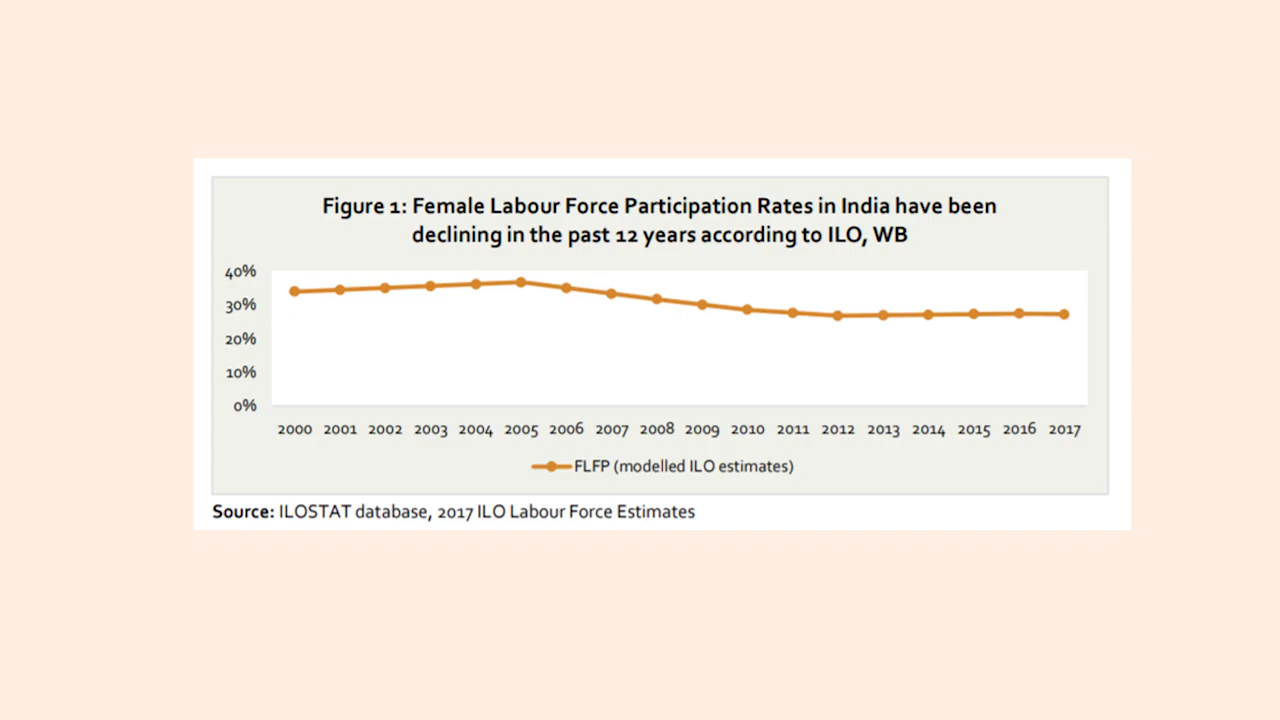 Figure 1: Female Labour Force Participation Rates in India have been
declining in the past 12 years according to ILO, WB
40%
30%
20%
10%
0%
2000 2001 2002 2003 2004 2005 2006 2007 2008 2009 2010 2011 2012 2013 2014 2015 2016 2017
FLFP (modelled ILO estimates)
Source: ILOSTAT database, 2017 ILO Labour Force Estimates